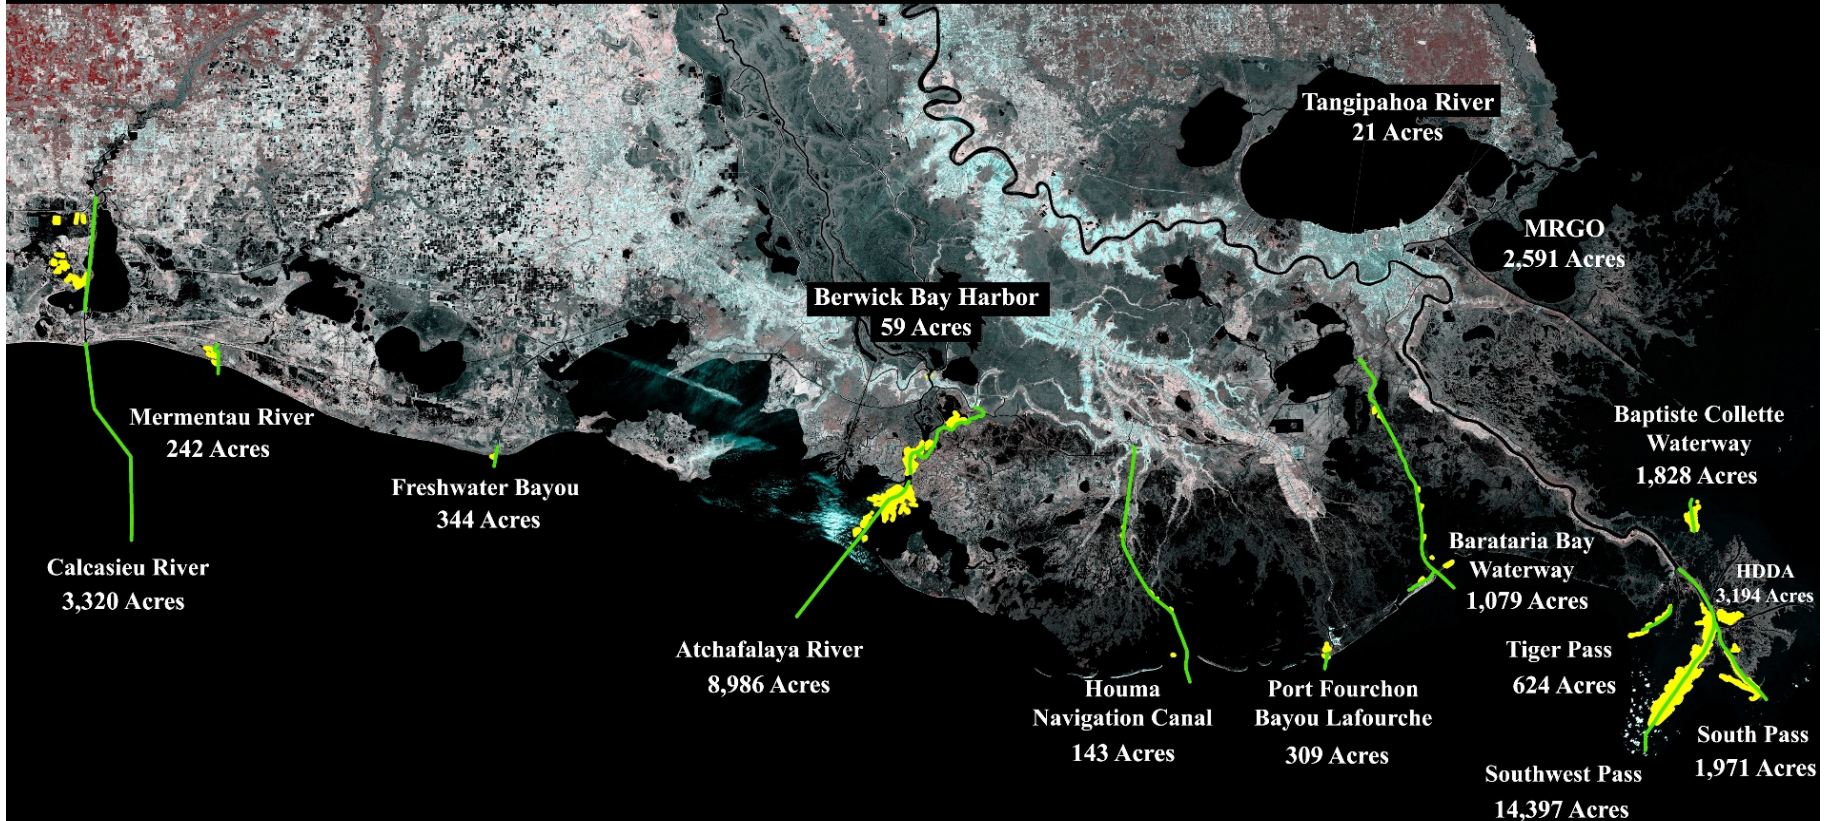 Tangipahoa River
21 Acres
MRGO
2,591 Acres
Berwick Bay Harbor
59 Acres
Mermentau River
242 Acres
Freshwater Bayou
344 Acres
Calcasieu River
3,320 Acres
Atchafalaya River
8,986 Acres
Houma
Navigation Canal
143 Acres
Port Fourchon
Bayou Lafourche
309 Acres
Barataria Bay
Waterway
1,079 Acres
Baptiste Collette
Waterway
1,828 Acres
HDDA
3,194 Acres
Tiger Pass
624 Acres
South Pass
1,971 Acres
Southwest Pass
14,397 Acres